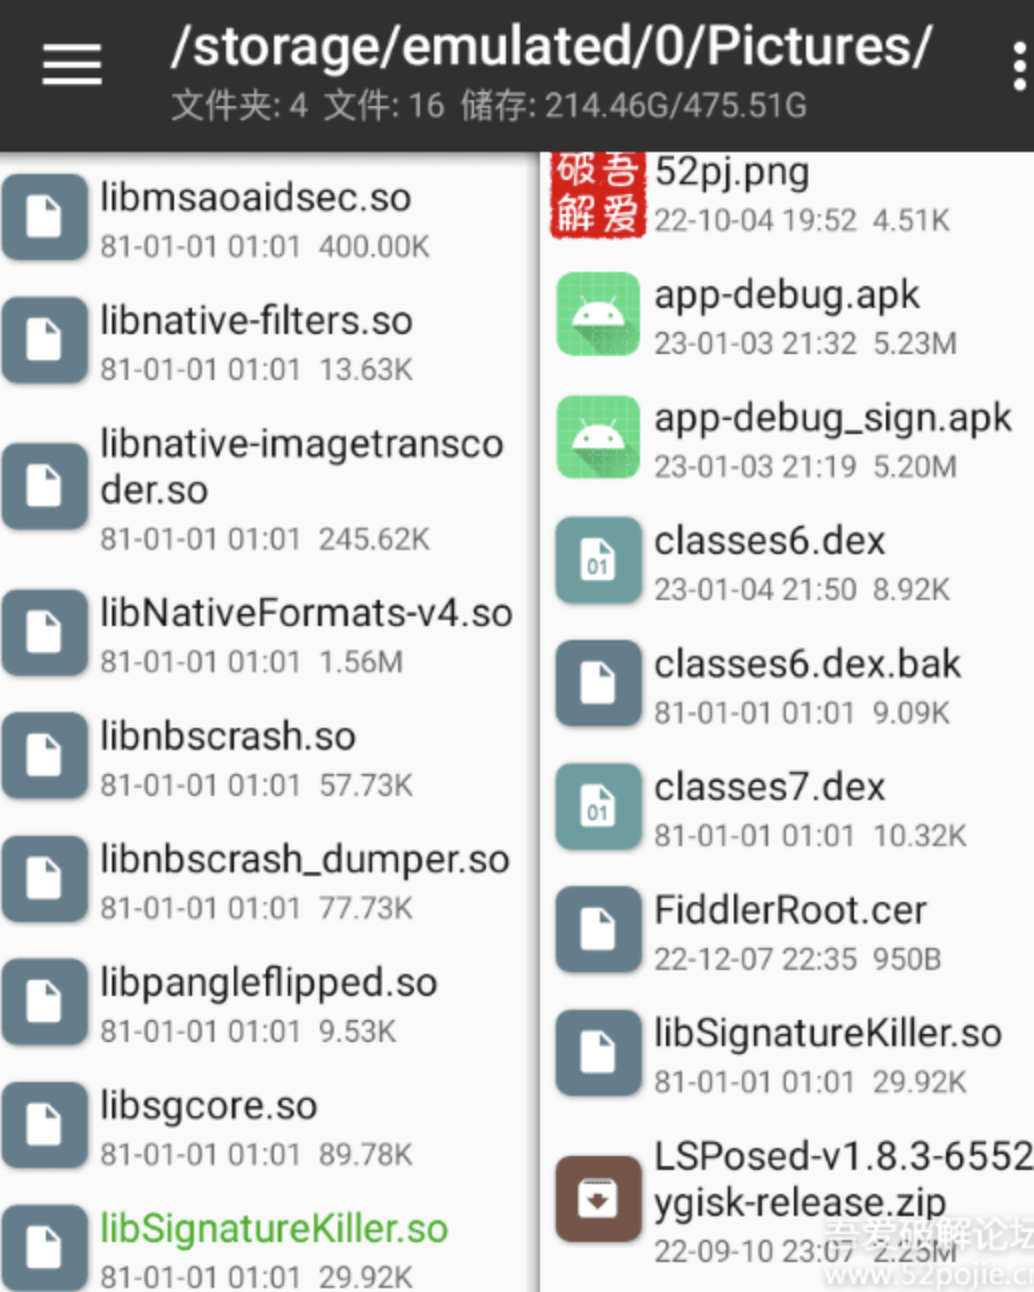 /storage/emulated/0/Pictures/
文件夹: 4 文件: 16 储存: 214.46G/475.51G
libmsaoaidsec.so
81-01-01 01:01 400.00K
libnative-filters.so
81-01-01 01:01 13.63K
libnative-imagetransco
der.so
81-01-01 01:01 245.62K
libNativeFormats-v4.so
81-01-01 01:01 1.56M
libnbscrash.so
81-01-01 01:01 57.73K
libnbscrash_dumper.so
81-01-01 01:01 77.73K
libpangleflipped.so
81-01-01 01:01 9.53K
libsgcore.so
81-01-01 01:01 89.78K
libSignatureKiller.so
81-01-01 01:01 29.92K
破吾
解爱
52pj.png
22-10-04 19:52 4.51K
app-debug.apk
23-01-03 21:32 5.23M
app-debug_sign.apk
23-01-03 21:19 5.20M
01
classes6.dex
23-01-04 21:50 8.92K
classes6.dex.bak
81-01-01 01:01 9.09K
01
classes7.dex
81-01-01 01:01 10.32K
FiddlerRoot.cer
22-12-07 22:35 950B
libSignatureKiller.so
81-01-01 01:01 29.92K
LSPosed-v1.8.3-6552
ygisk-release.zip
22-09-10 23:07 2.25M
吾爱破解论坛
www.52pojie.cn